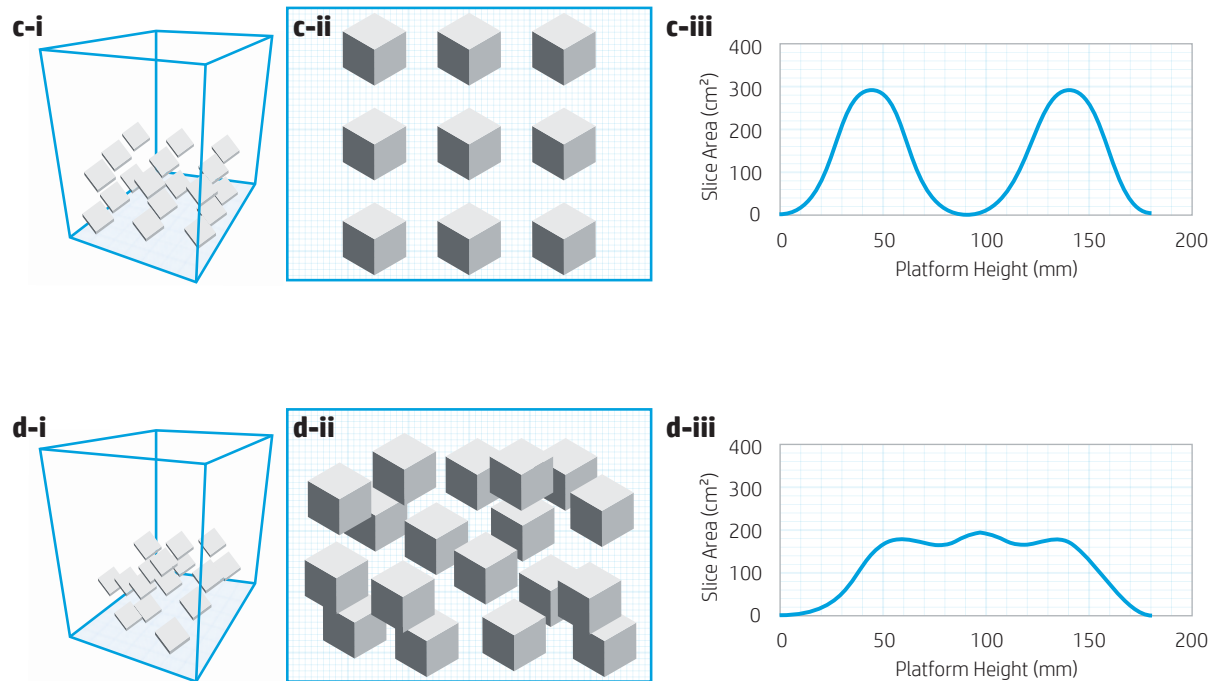 c-i
c-ii
c-iii
400
300
200
100
0
Slice Area (cm²)
0 50 100 150 200
Platform Height (mm)
d-i
d-ii
d-iii
400
300
200
100
0
Slice Area (cm²)
0 50 100 150 200
Platform Height (mm)